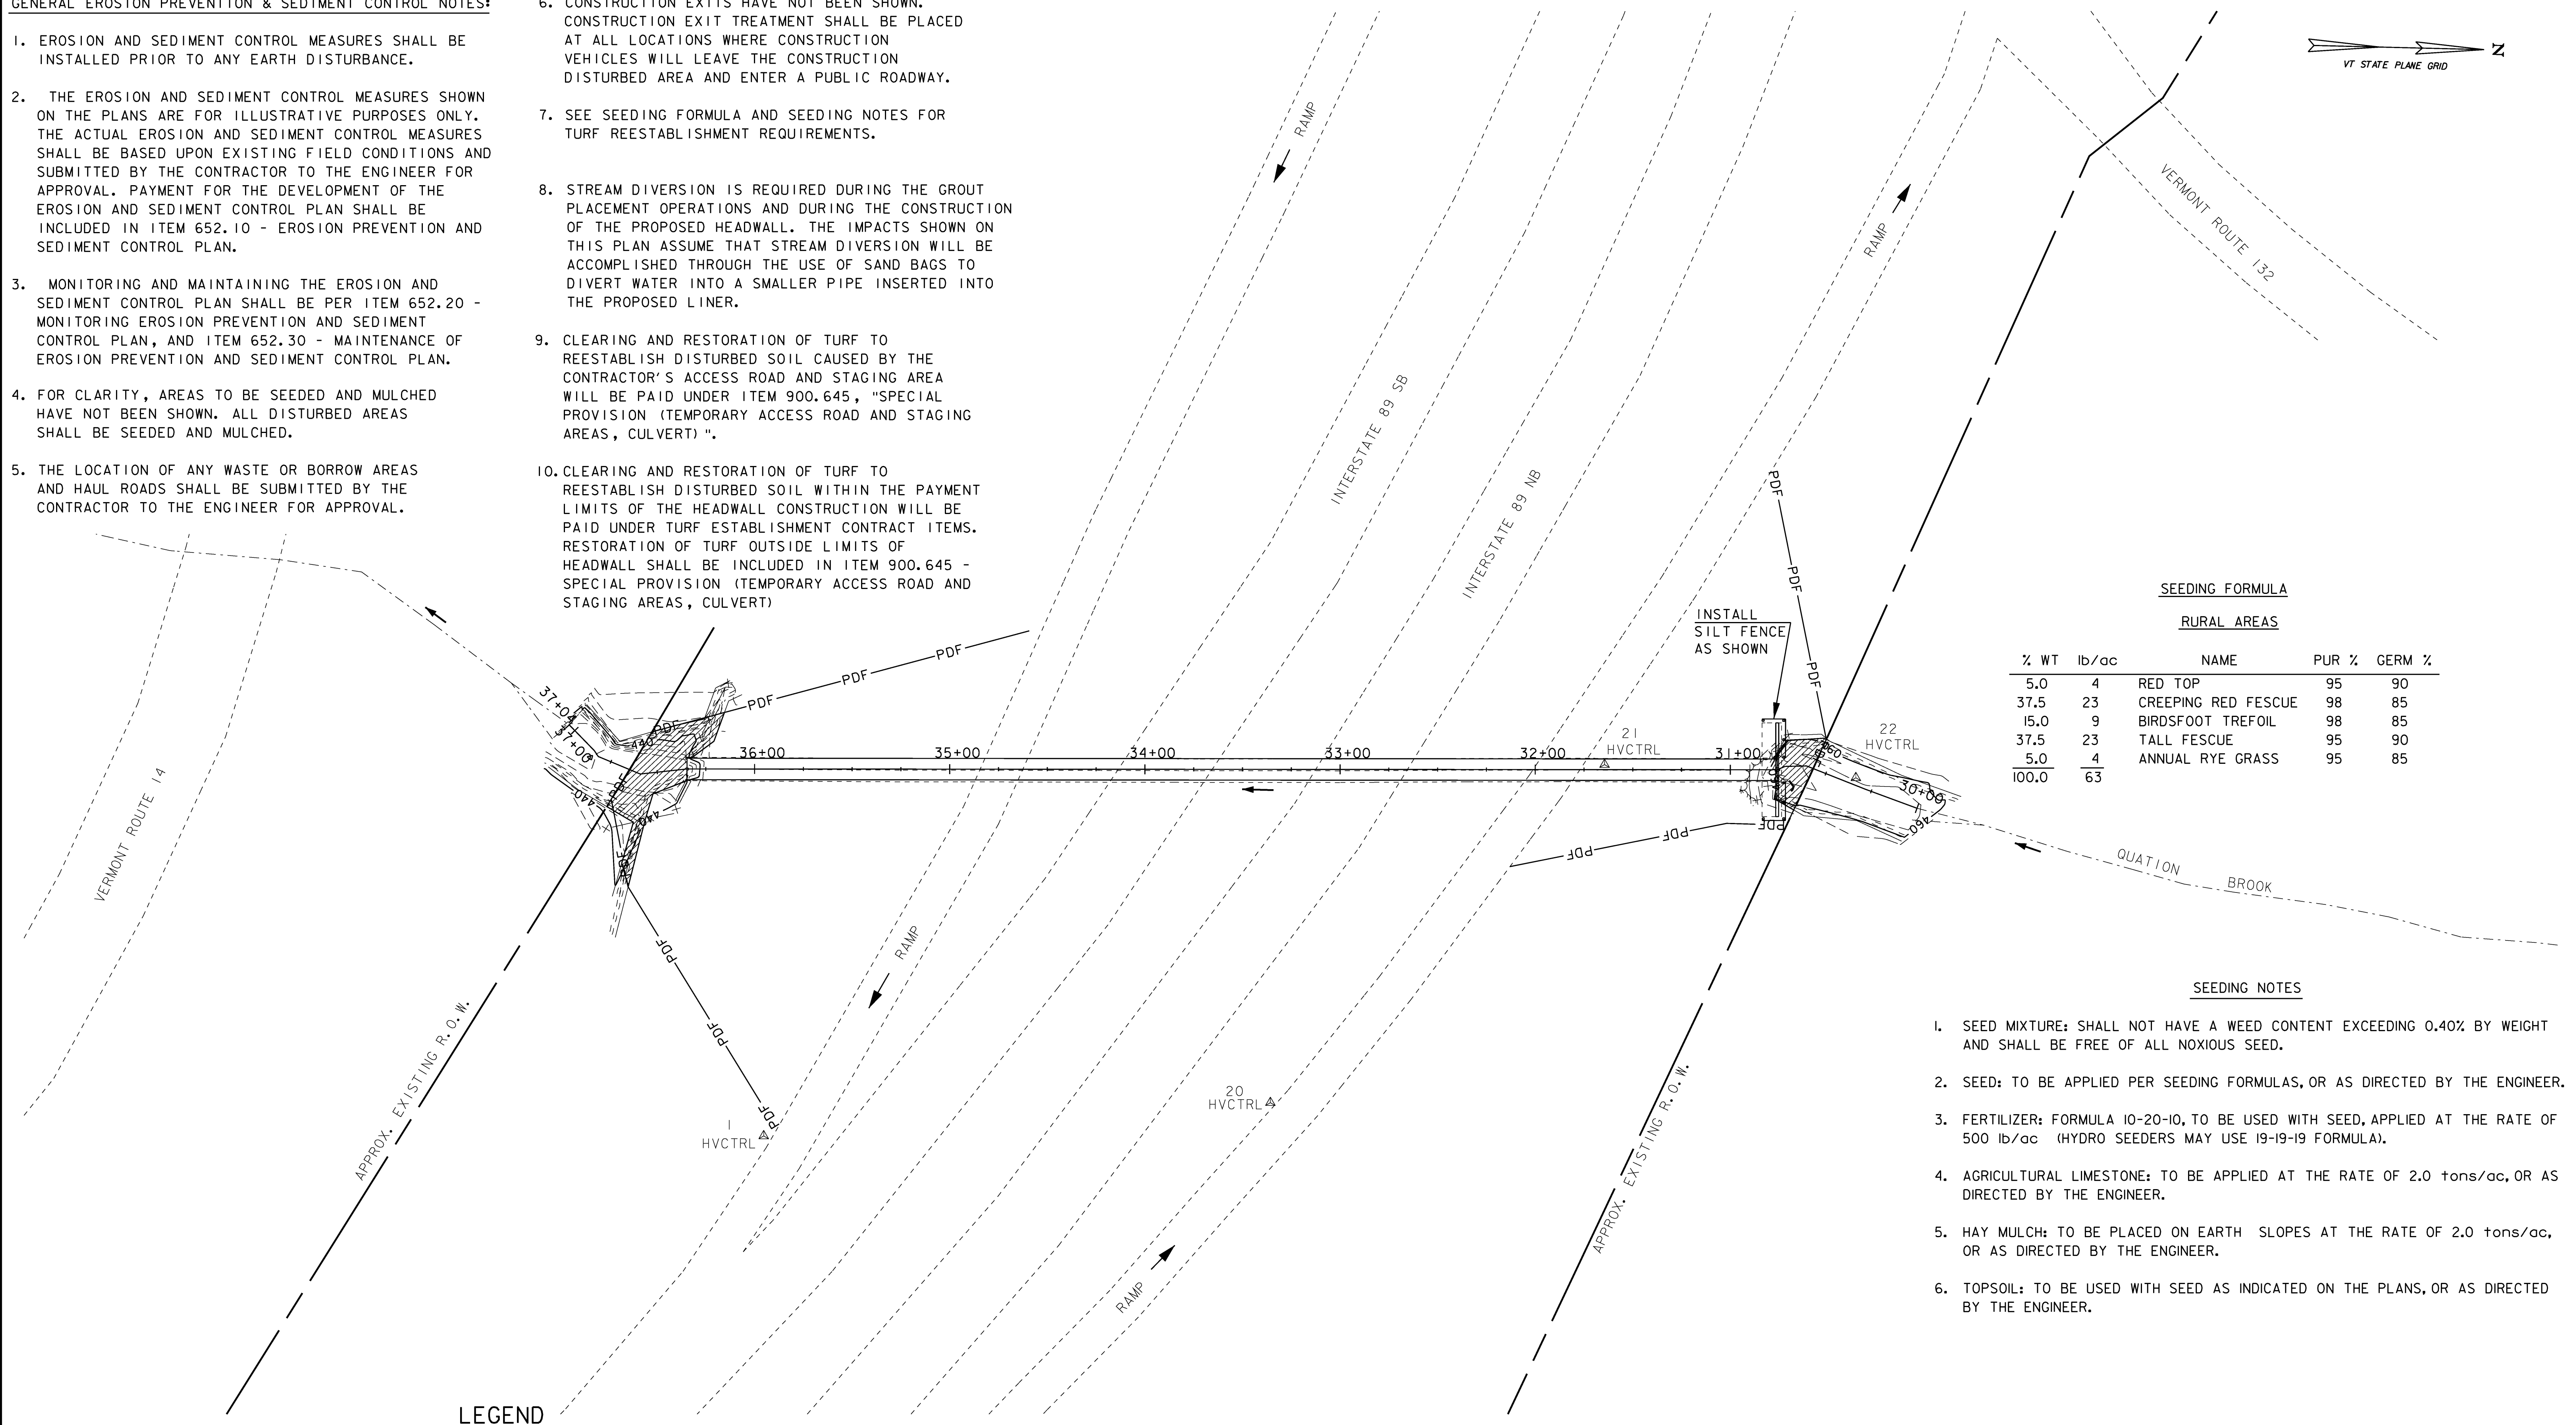 GENERAL EROSION PREVENTION & SEDIMENT CONTROL NOTES:
1. EROSION AND SEDIMENT CONTROL MEASURES SHALL BE
INSTALLED PRIOR TO ANY EARTH DISTURBANCE.
2. THE EROSION AND SEDIMENT CONTROL MEASURES SHOWN
ON THE PLANS ARE FOR ILLUSTRATIVE PURPOSES ONLY.
THE ACTUAL EROSION AND SEDIMENT CONTROL MEASURES
SHALL BE BASED UPON EXISTING FIELD CONDITIONS AND
SUBMITTED BY THE CONTRACTOR TO THE ENGINEER FOR
APPROVAL. PAYMENT FOR THE DEVELOPMENT OF THE
EROSION AND SEDIMENT CONTROL PLAN SHALL BE
INCLUDED IN ITEM 652.10 - EROSION PREVENTION AND
SEDIMENT CONTROL PLAN.
3. MONITORING AND MAINTAINING THE EROSION AND
SEDIMENT CONTROL PLAN SHALL BE PER ITEM 652.20 -
MONITORING EROSION PREVENTION AND SEDIMENT
CONTROL PLAN, AND ITEM 652.30 - MAINTENANCE OF
EROSION PREVENTION AND SEDIMENT CONTROL PLAN.
4. FOR CLARITY, AREAS TO BE SEEDED AND MULCHED
HAVE NOT BEEN SHOWN. ALL DISTURBED AREAS
SHALL BE SEEDED AND MULCHED.
5. THE LOCATION OF ANY WASTE OR BORROW AREAS
AND HAUL ROADS SHALL BE SUBMITTED BY THE
CONTRACTOR TO THE ENGINEER FOR APPROVAL.
6. CONSTRUCTION EXITS HAVE NOT BEEN SHOWN.
CONSTRUCTION EXIT TREATMENT SHALL BE PLACED
AT ALL LOCATIONS WHERE CONSTRUCTION
VEHICLES WILL LEAVE THE CONSTRUCTION
DISTURBED AREA AND ENTER A PUBLIC ROADWAY.
7. SEE SEEDING FORMULA AND SEEDING NOTES FOR
TURF REESTABLISHMENT REQUIREMENTS.
8. STREAM DIVERSION IS REQUIRED DURING THE GROUT
PLACEMENT OPERATIONS AND DURING THE CONSTRUCTION
OF THE PROPOSED HEADWALL. THE IMPACTS SHOWN ON
THIS PLAN ASSUME THAT STREAM DIVERSION WILL BE
ACCOMPLISHED THROUGH THE USE OF SAND BAGS TO
DIVERT WATER INTO A SMALLER PIPE INSERTED INTO
THE PROPOSED LINER.
9. CLEARING AND RESTORATION OF TURF TO
REESTABLISH DISTURBED SOIL CAUSED BY THE
CONTRACTOR'S ACCESS ROAD AND STAGING AREA
WILL BE PAID UNDER ITEM 900.645, "SPECIAL
PROVISION (TEMPORARY ACCESS ROAD AND STAGING
AREAS, CULVERT) ".
10. CLEARING AND RESTORATION OF TURF TO
REESTABLISH DISTURBED SOIL WITHIN THE PAYMENT
LIMITS OF THE HEADWALL CONSTRUCTION WILL BE
PAID UNDER TURF ESTABLISHMENT CONTRACT ITEMS.
RESTORATION OF TURF OUTSIDE LIMITS OF
HEADWALL SHALL BE INCLUDED IN ITEM 900.645 -
SPECIAL PROVISION (TEMPORARY ACCESS ROAD AND
STAGING AREAS, CULVERT)
N
VT STATE PLANE GRID
RAMP
RAMP
VERMONT ROUTE 132
INTERSTATE 89 SB
INTERSTATE 89 NB
PDF
PDF
PDF
INSTALL
SILT FENCE
AS SHOWN
SEEDING FORMULA
RURAL AREAS
% WT lb/ac NAME PUR % GERM %
5.0 4 RED TOP 95 90
37.5 23 CREEPING RED FESCUE 98 85
15.0 9 BIRDSFOOT TREFOIL 98 85
37.5 23 TALL FESCUE 95 90
5.0 4 ANNUAL RYE GRASS 95 85
100.0 63
PDF
PDF
PDF
PDF
37+04
37+00
440
440
440
PDF
PDF
36+00
35+00
34+00
33+00
32+00
31+00
30+00
21
HVCTRL
22
HVCTRL
460
460
PDF
PDF
PDF
QUATION
BROOK
VERMONT ROUTE 14
PDF
PDF
PDF
RAMP
APPROX. EXISTING R.O.W.
1
HVCTRL
20
HVCTRL
RAMP
APPROX. EXISTING R.O.W.
SEEDING NOTES
1. SEED MIXTURE: SHALL NOT HAVE A WEED CONTENT EXCEEDING 0.40% BY WEIGHT
AND SHALL BE FREE OF ALL NOXIOUS SEED.
2. SEED: TO BE APPLIED PER SEEDING FORMULAS, OR AS DIRECTED BY THE ENGINEER.
3. FERTILIZER: FORMULA 10-20-10, TO BE USED WITH SEED, APPLIED AT THE RATE OF
500 lb/ac (HYDRO SEEDERS MAY USE 19-19-19 FORMULA).
4. AGRICULTURAL LIMESTONE: TO BE APPLIED AT THE RATE OF 2.0 tons/ac, OR AS
DIRECTED BY THE ENGINEER.
5. HAY MULCH: TO BE PLACED ON EARTH SLOPES AT THE RATE OF 2.0 tons/ac,
OR AS DIRECTED BY THE ENGINEER.
6. TOPSOIL: TO BE USED WITH SEED AS INDICATED ON THE PLANS, OR AS DIRECTED
BY THE ENGINEER.
LEGEND